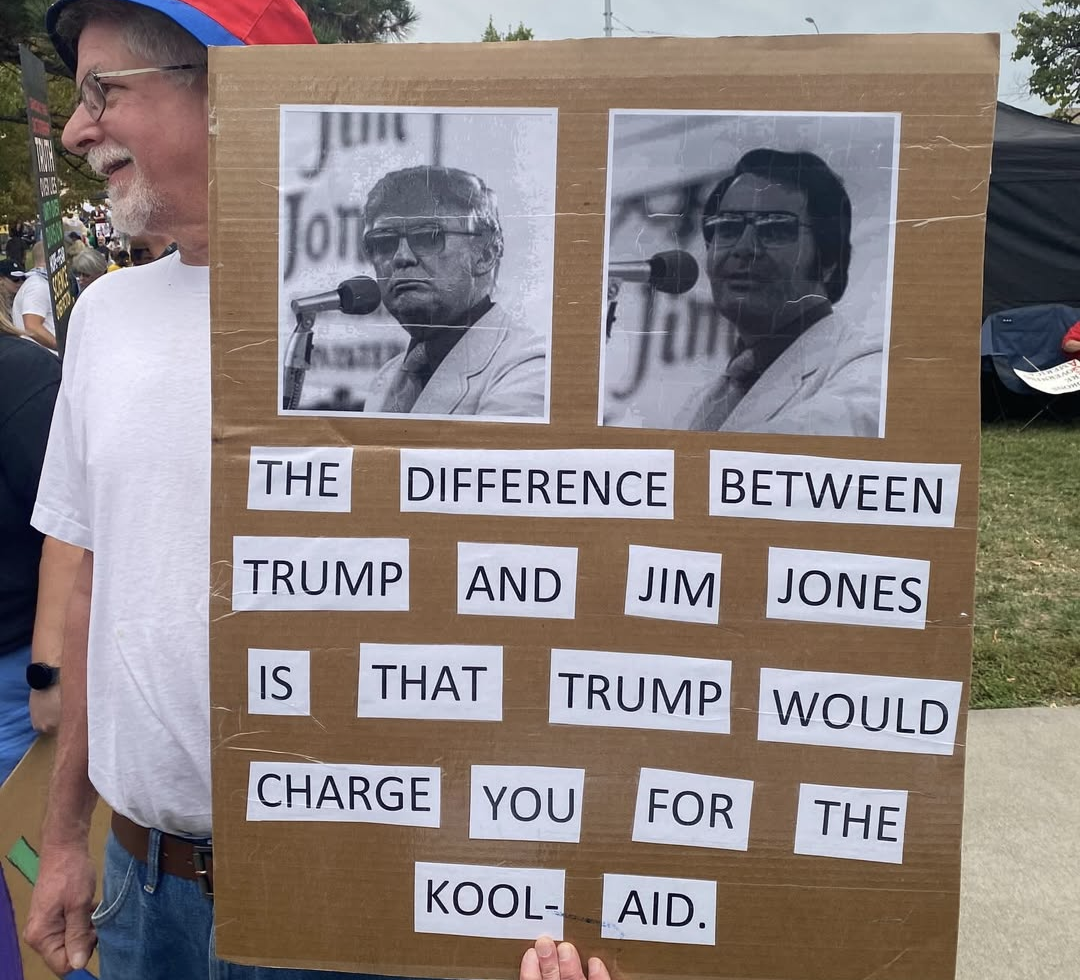 Jim
Jon
Jim
THE DIFFERENCE BETWEEN
TRUMP AND JIM JONES
IS THAT TRUMP WOULD
CHARGE YOU FOR THE
KOOL- AID.
TRUTH